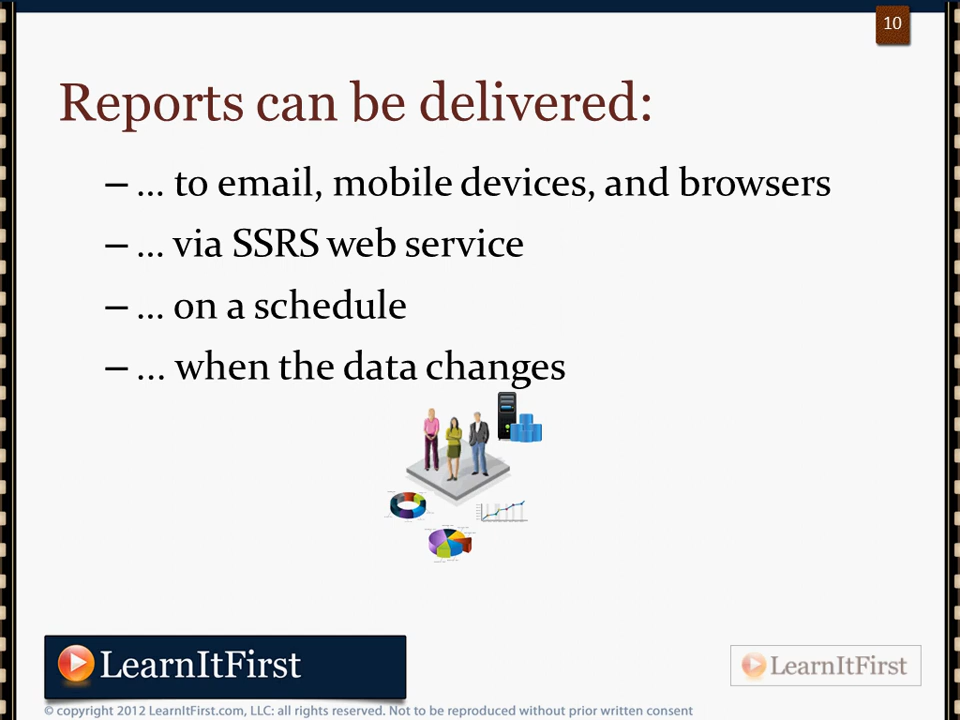 10
Reports can be delivered:
– … to email, mobile devices, and browsers
– … via SSRS web service
– … on a schedule
– … when the data changes
LearnItFirst
LearnItFirst
© copyright 2012 LearnItFirst.com, LLC: all rights reserved. Not to be reproduced without prior written consent